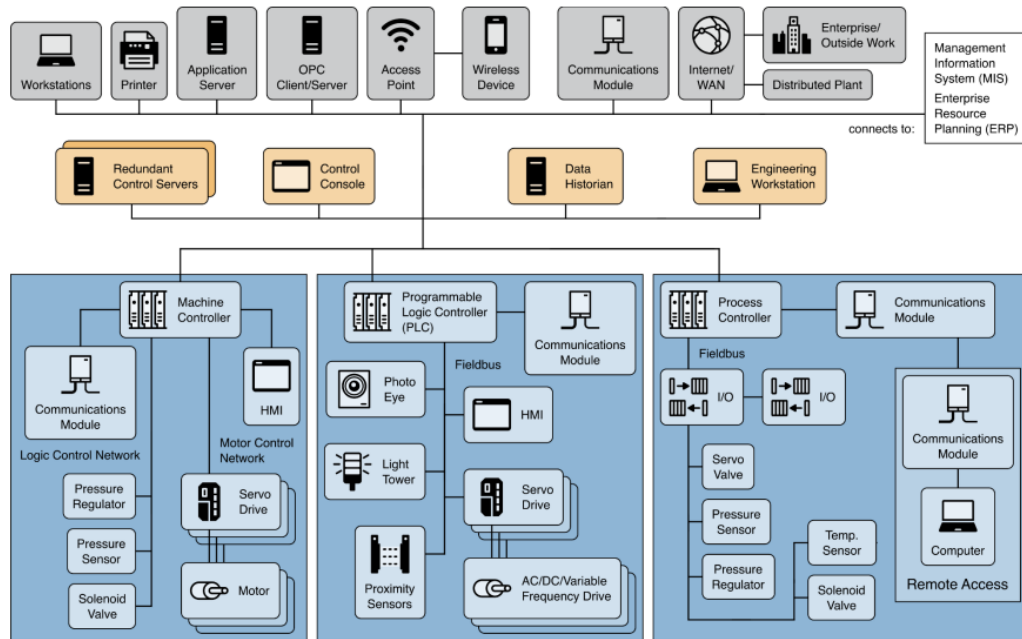 Workstations
Printer
Application
Server
OPC
Client/Server
Access
Point
Wireless
Device
Communications
Module
Internet/
WAN
Enterprise/
Outside Work
Distributed Plant
Management
Information
System (MIS)
Enterprise
Resource
Planning (ERP)
connects to:
Redundant
Control Servers
Control
Console
Data
Historian
Engineering
Workstation
Machine
Controller
Communications
Module
HMI
Logic Control Network
Motor Control
Network
Pressure
Regulator
Pressure
Sensor
Solenoid
Valve
Servo
Drive
Motor
Programmable
Logic Controller
(PLC)
Communications
Module
Fieldbus
Photo
Eye
HMI
Light
Tower
Servo
Drive
Proximity
Sensors
AC/DC/Variable
Frequency Drive
Process
Controller
Communications
Module
Fieldbus
I/O
I/O
Servo
Valve
Pressure
Sensor
Pressure
Regulator
Temp.
Sensor
Solenoid
Valve
Communications
Module
Computer
Remote Access